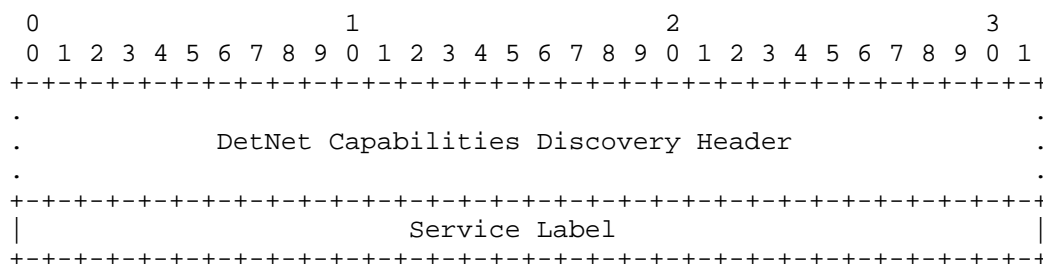 0                   1                   2                   3
 0 1 2 3 4 5 6 7 8 9 0 1 2 3 4 5 6 7 8 9 0 1 2 3 4 5 6 7 8 9 0 1
+-+-+-+-+-+-+-+-+-+-+-+-+-+-+-+-+-+-+-+-+-+-+-+-+-+-+-+-+-+-+-+-+
.                                                               .
.            DetNet Capabilities Discovery Header               .
.                                                               .
+-+-+-+-+-+-+-+-+-+-+-+-+-+-+-+-+-+-+-+-+-+-+-+-+-+-+-+-+-+-+-+-+
|                        Service Label                          |
+-+-+-+-+-+-+-+-+-+-+-+-+-+-+-+-+-+-+-+-+-+-+-+-+-+-+-+-+-+-+-+-+